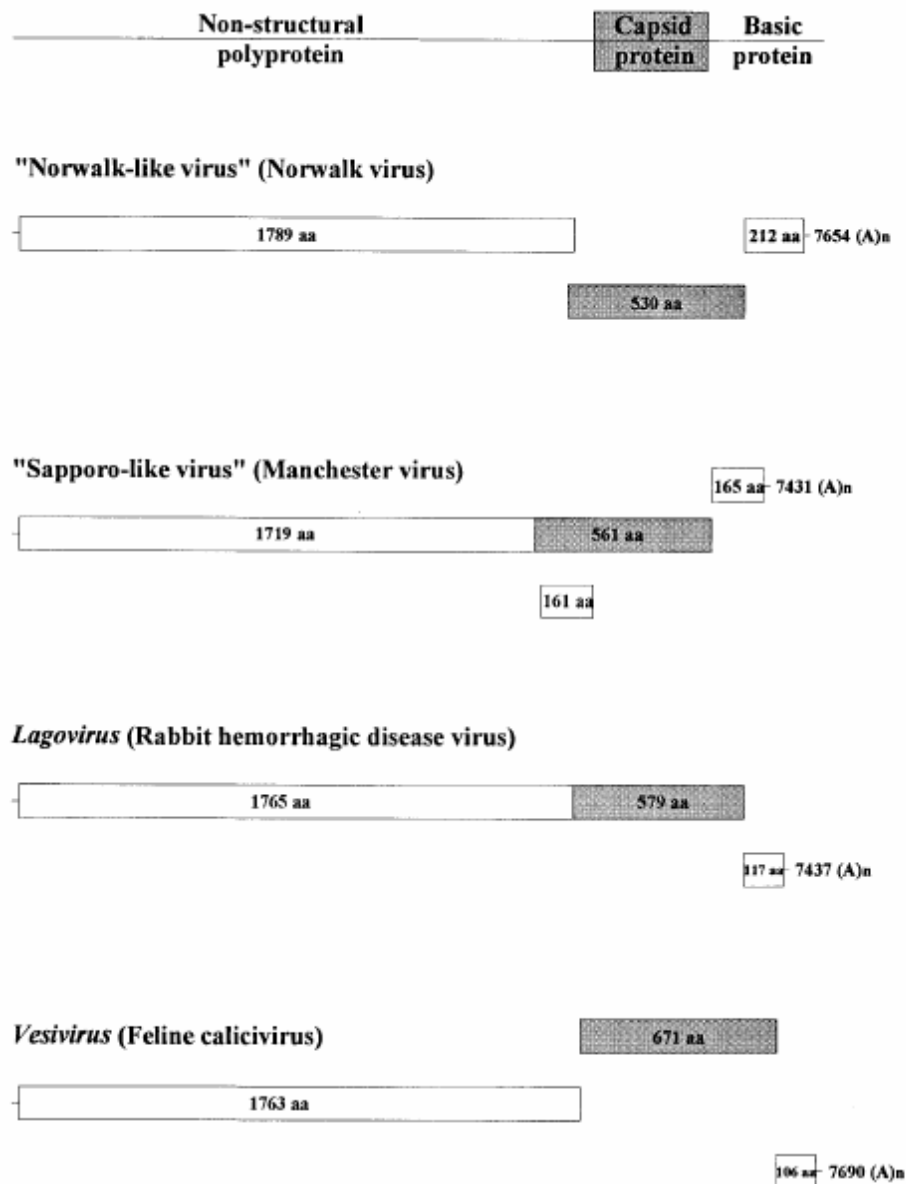 Non-structural polyprotein
Capsid protein
Basic protein
"Norwalk-like virus" (Norwalk virus)
1789 aa
212 aa
7654 (A)n
530 aa
"Sapporo-like virus" (Manchester virus)
165 aa
7431 (A)n
1719 aa
561 aa
161 aa
Lagovirus (Rabbit hemorrhagic disease virus)
1765 aa
579 aa
117 aa
7437 (A)n
Vesivirus (Feline calicivirus)
671 aa
1763 aa
106 aa
7690 (A)n